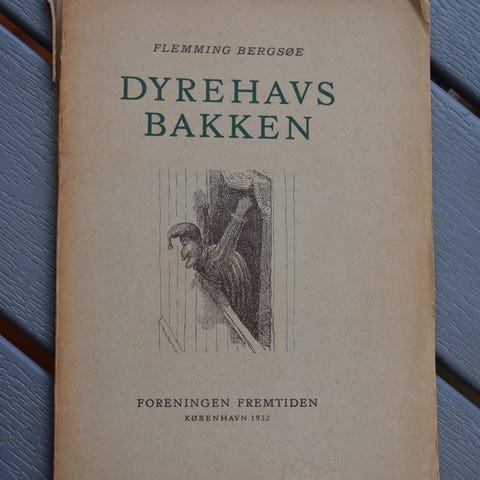 FLEMMING BERGSØE
DYREHAVS
BAKKEN
FORENINGEN FREMTIDEN
KØBENHAVN 1952